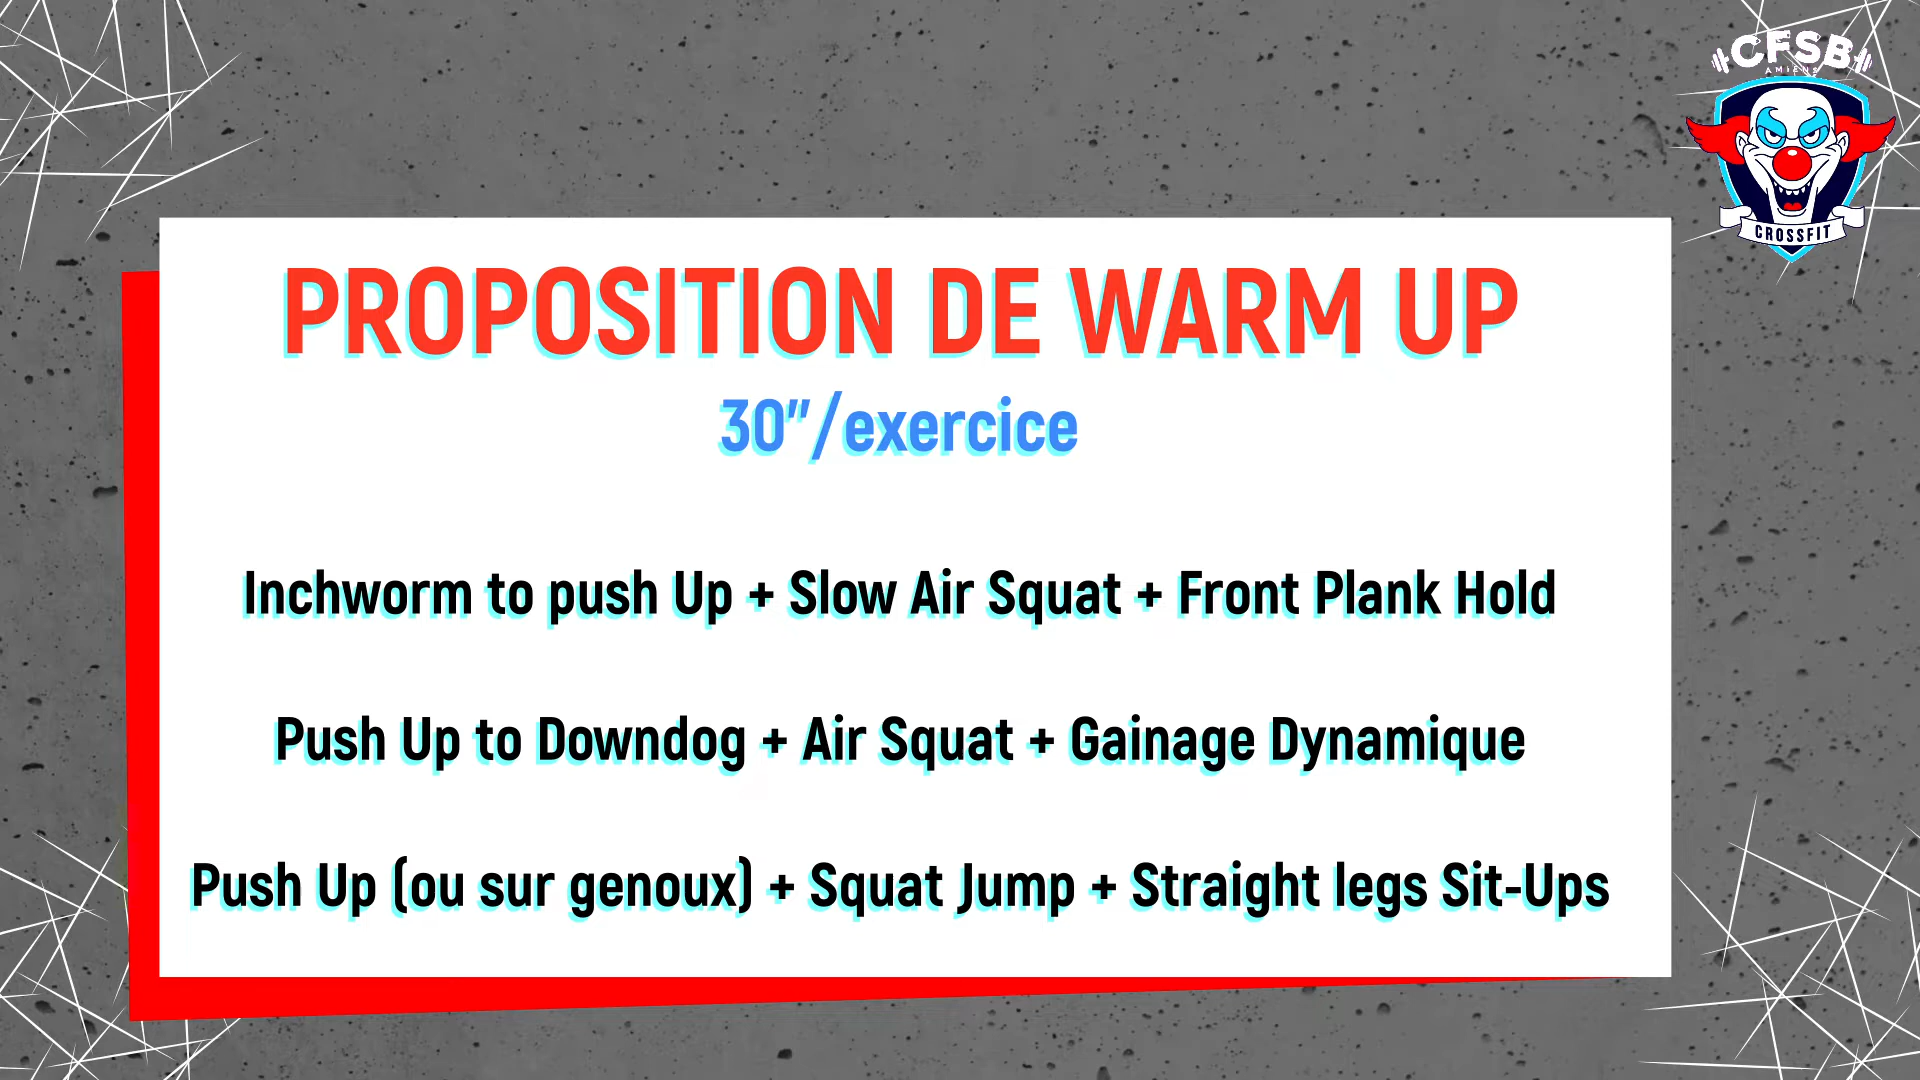 CFSB
AMIENS
CROSSFIT
PROPOSITION DE WARM UP
30"/exercice
Inchworm to push Up + Slow Air Squat + Front Plank Hold
Push Up to Downdog + Air Squat + Gainage Dynamique
Push Up (ou sur genoux) + Squat Jump + Straight legs Sit-Ups